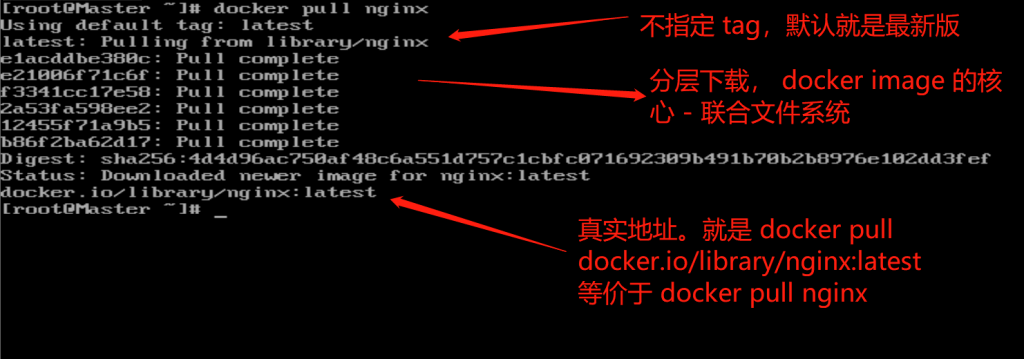 [root@Master ~]# docker pull nginx
Using default tag: latest
latest: Pulling from library/nginx
e1acddbe380c: Pull complete
e21006f71c6f: Pull complete
f3341cc17e58: Pull complete
2a53fa598ee2: Pull complete
12455f71a9b5: Pull complete
b86f2ba62d17: Pull complete
Digest: sha256:4d4d96ac750af48c6a551d757c1cbfc071692309b491b70b2b8976e102dd3fef
Status: Downloaded newer image for nginx:latest
docker.io/library/nginx:latest
[root@Master ~]# _
不指定 tag，默认就是最新版
分层下载， docker image 的核
心 - 联合文件系统
真实地址。就是 docker pull
docker.io/library/nginx:latest
等价于 docker pull nginx